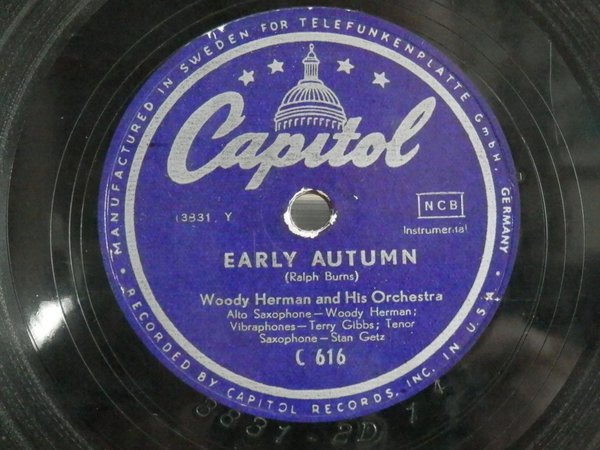 • MANUFACTURED IN SWEDEN FOR TELEFUNKENPLATTE GmbH, GERMANY •
Capitol
(3831. Y
NCB
Instrumental
EARLY AUTUMN
(Ralph Burns)
Woody Herman and His Orchestra
Alto Saxophone—Woody Herman;
Vibraphones—Terry Gibbs; Tenor
Saxophone—Stan Getz
C 616
RECORDED BY CAPITOL RECORDS, INC. IN U.S.A.
3831.2D